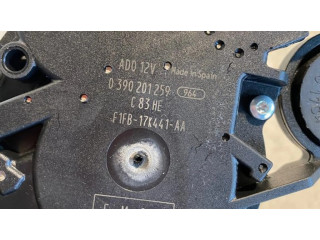 ADO 12V Made in Spain
0 390 201 259 964
C 83 HE
F1FB-17K441-AA